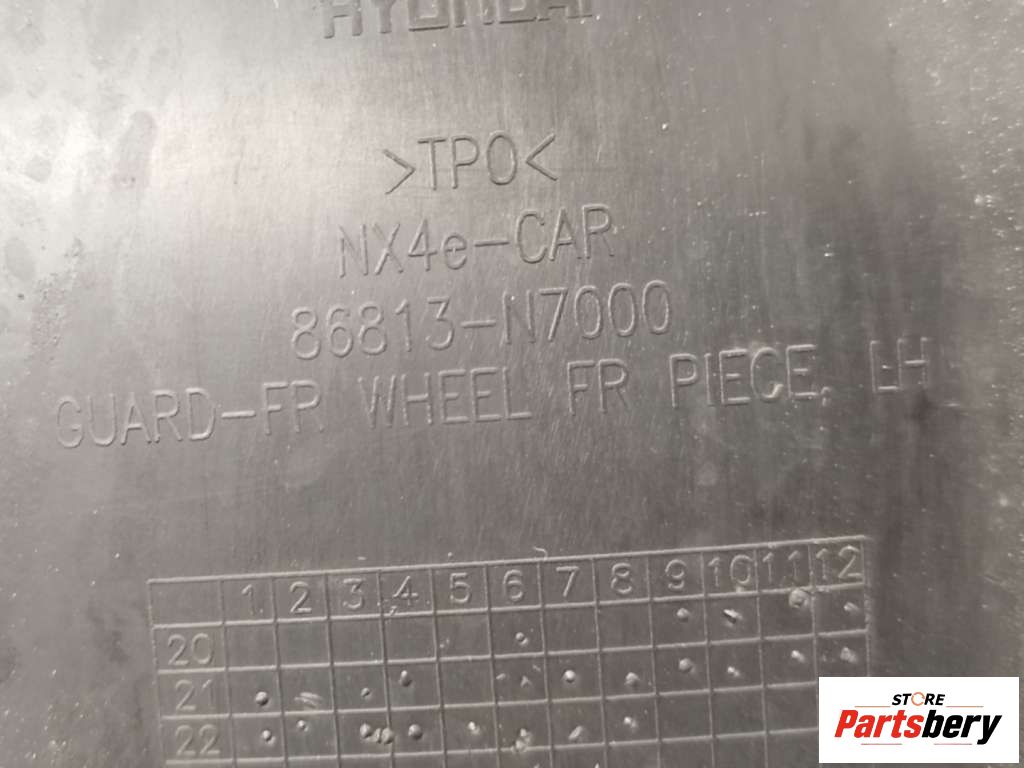 HYUNDAI
>TPO<
NX4e-CAR
86813-N7000
GUARD-FR WHEEL FR PIECE, LH
1 2 3 4 5 6 7 8 9 10 11 12
20
21
22
STORE
Partsbery